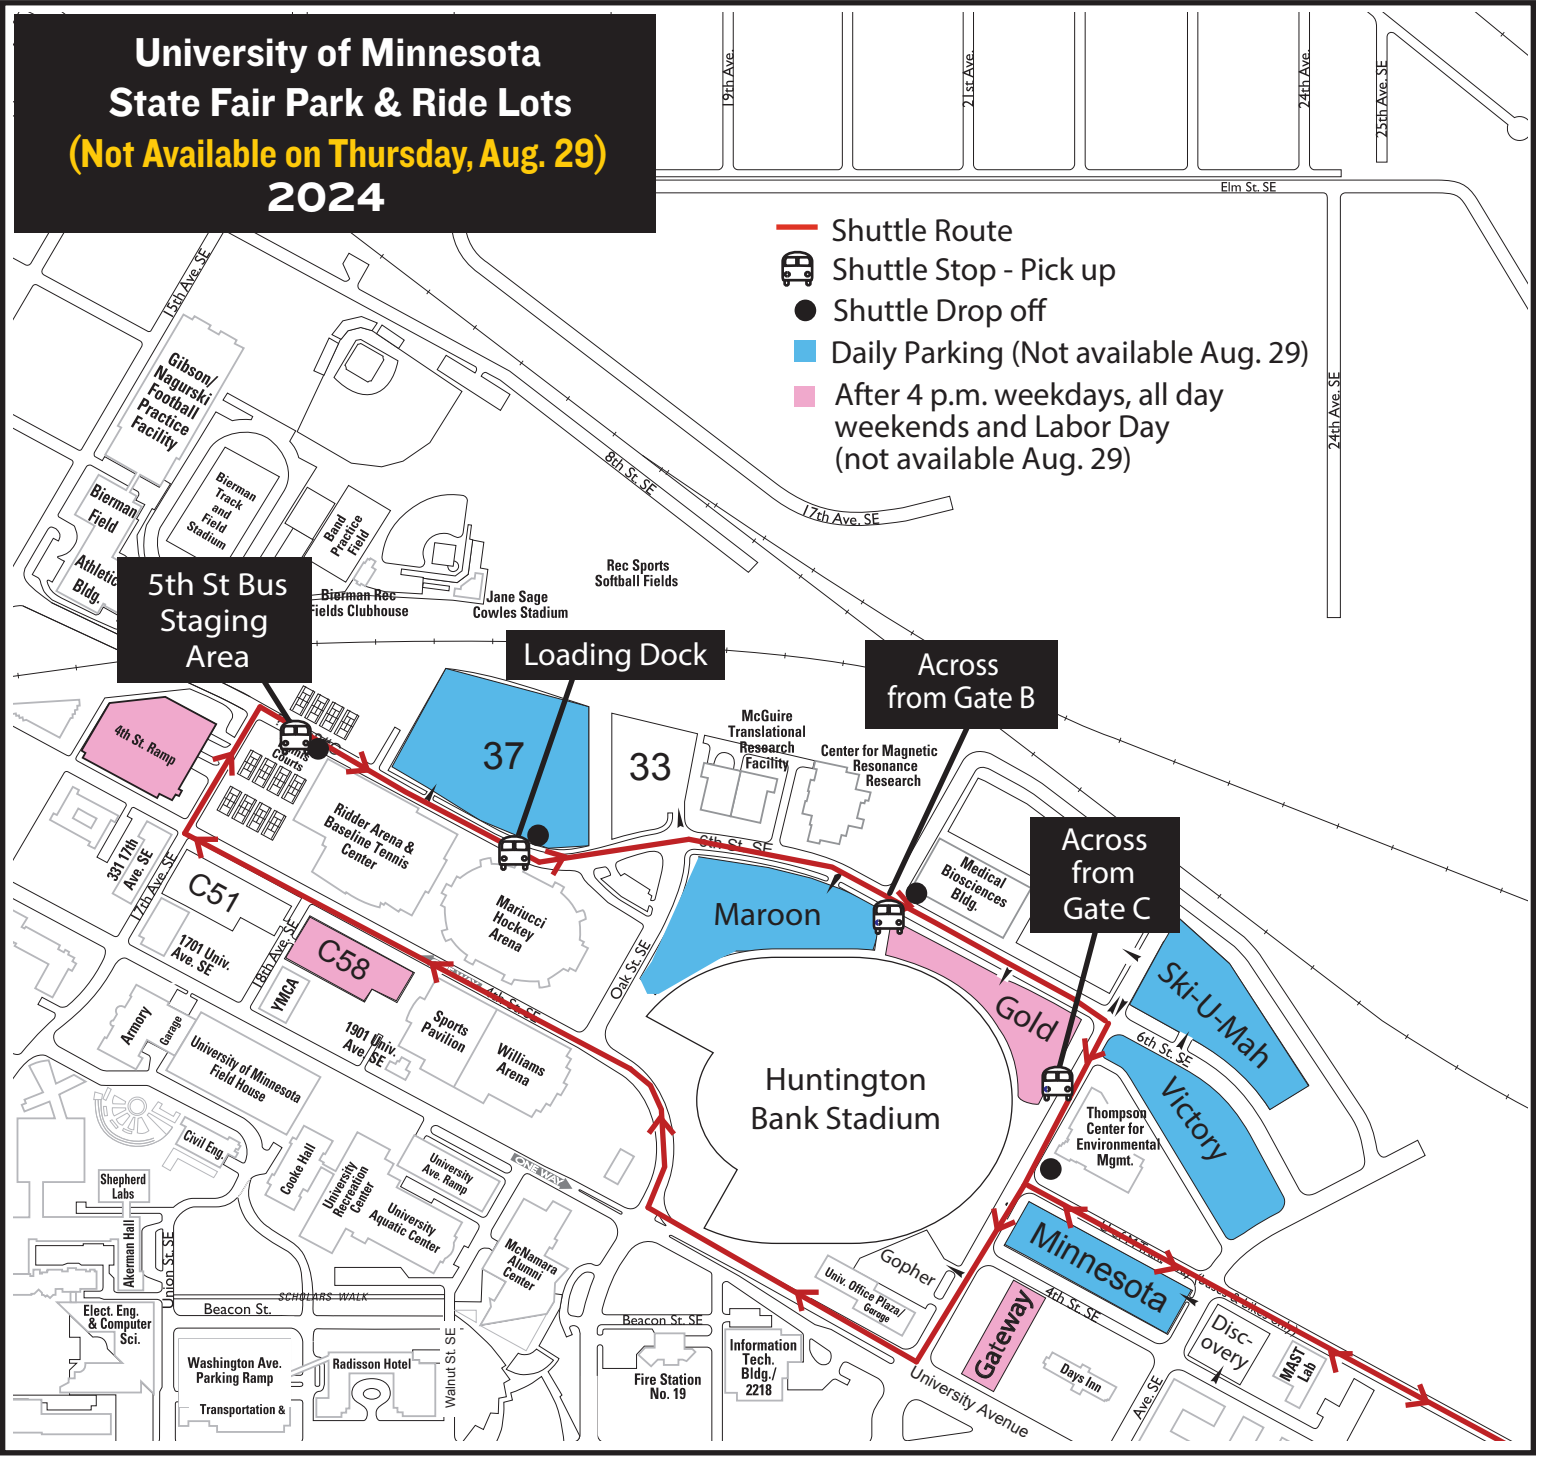 University of Minnesota
State Fair Park & Ride Lots
(Not Available on Thursday, Aug. 29)
2024
19th Ave.
21st Ave.
24th Ave.
25th Ave. SE
Elm St. SE
Shuttle Route
Shuttle Stop - Pick up
Shuttle Drop off
Daily Parking (Not available Aug. 29)
After 4 p.m. weekdays, all day
weekends and Labor Day
(not available Aug. 29)
15th Ave. SE
24th Ave. SE
8th St. SE
17th Ave. SE
Gibson/
Nagurski
Football
Practice
Facility
Bierman
Field
Athletic
Bldg.
Bierman
Track
and
Field
Stadium
Band
Practice
Field
Bierman Rec
Fields Clubhouse
Jane Sage
Cowles Stadium
Rec Sports
Softball Fields
5th St Bus
Staging
Area
Loading Dock
Across
from Gate B
Across
from
Gate C
4th St. Ramp
Courts
37
33
McGuire
Translational
Research
Facility
Center for Magnetic
Resonance
Research
Ridder Arena &
Baseline Tennis
Center
6th St. SE
Medical
Biosciences
Bldg.
331 17th
Ave. SE
17th Ave. SE
C51
1701 Univ.
Ave. SE
18th Ave. SE
C58
YMCA
Mariucci
Hockey
Arena
Oak St. SE
4th St. SE
Maroon
Gold
Ski-U-Mah
6th St. SE
Victory
Huntington
Bank Stadium
Thompson
Center for
Environmental
Mgmt.
Armory
Garage
University of Minnesota
Field House
1901 Univ.
Ave. SE
Sports
Pavilion
Williams
Arena
Civil Eng.
Cooke Hall
University
Recreation
Center
University
Ave. Ramp
University
Aquatic Center
ONE WAY
McNamara
Alumni
Center
Shepherd
Labs
Akerman Hall
Union St. SE
Elect. Eng.
& Computer
Sci.
Beacon St.
SCHOLARS WALK
Washington Ave.
Parking Ramp
Radisson Hotel
Transportation &
Walnut St. SE
Beacon St. SE
Fire Station
No. 19
Information
Tech.
Bldg./
2218
Gopher
Univ. Office Plaza/
Garage
University Avenue
Minnesota
4th St. SE
Gateway
Days Inn
Disc-
overy
MAST
Lab
Ave. SE